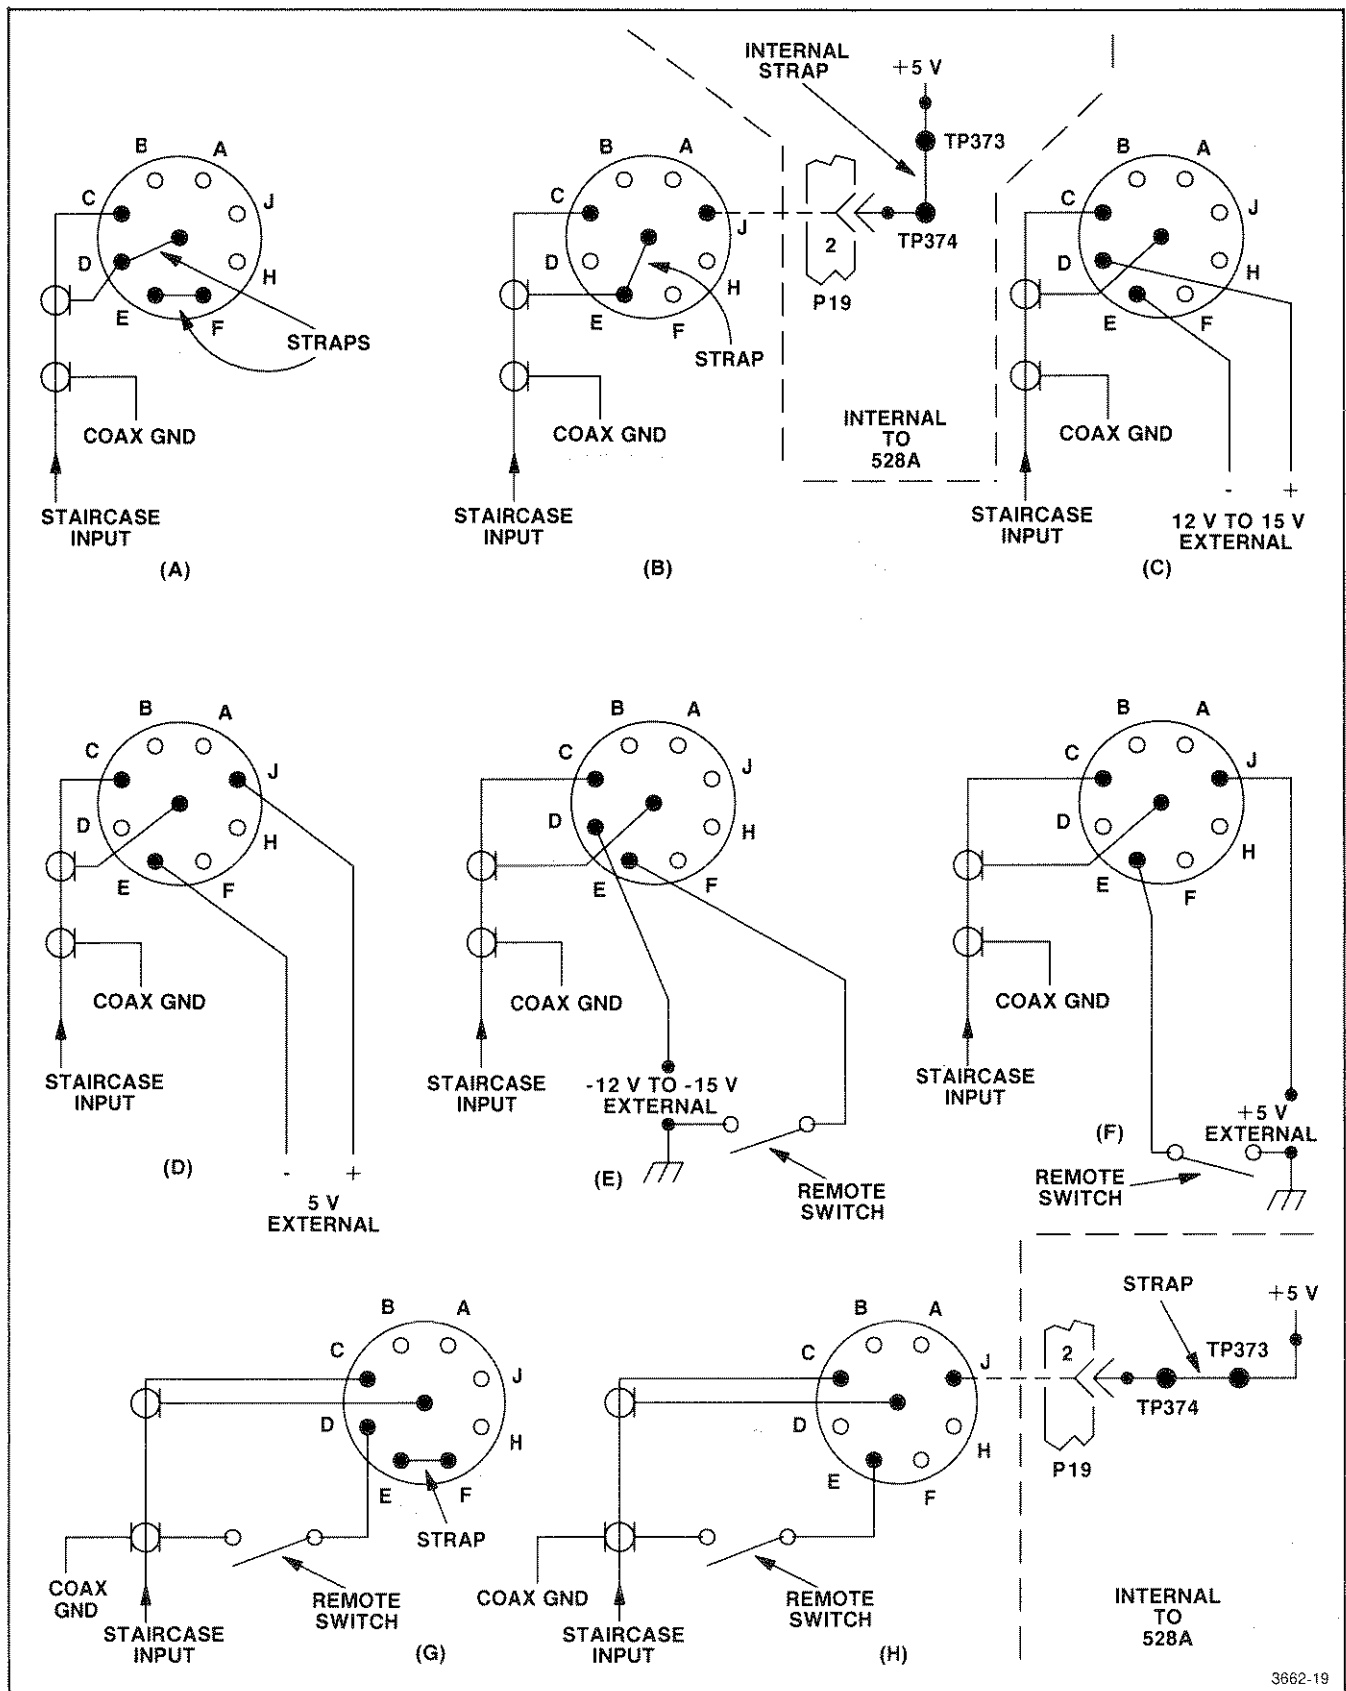 B
A
C
J
D
H
E
F
STRAPS
COAX GND
STAIRCASE
INPUT
(A)
INTERNAL
STRAP
+5 V
TP373
B
A
C
J
D
H
E
F
2
TP374
P19
STRAP
COAX GND
STAIRCASE
INPUT
(B)
INTERNAL
TO
528A
B
A
C
J
D
H
E
F
COAX GND
STAIRCASE
INPUT
- +
12 V TO 15 V
EXTERNAL
(C)
B
A
C
J
D
H
E
F
COAX GND
STAIRCASE
INPUT
(D)
- +
5 V
EXTERNAL
B
A
C
J
D
H
E
F
COAX GND
STAIRCASE
INPUT
-12 V TO -15 V
EXTERNAL
(E)
REMOTE
SWITCH
B
A
C
J
D
H
E
F
COAX GND
STAIRCASE
INPUT
(F)
+5 V
EXTERNAL
REMOTE
SWITCH
B
A
C
J
D
H
E
F
STRAP
COAX
GND
STAIRCASE
INPUT
REMOTE
SWITCH
(G)
B
A
C
J
D
H
E
F
STRAP
+5 V
2
TP373
TP374
P19
COAX GND
STAIRCASE
INPUT
REMOTE
SWITCH
(H)
INTERNAL
TO
528A
3662-19